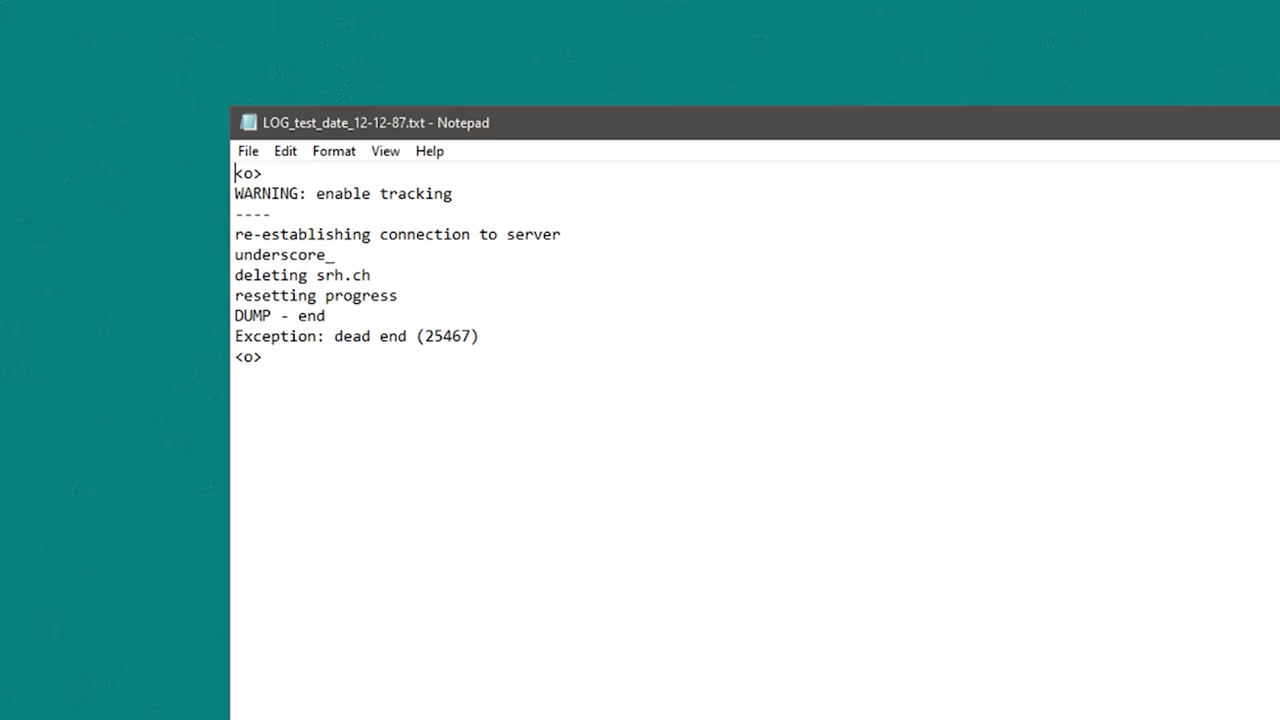 LOG_test_date_12-12-87.txt - Notepad
File Edit Format View Help
<o>
WARNING: enable tracking
----
re-establishing connection to server
underscore_
deleting srh.ch
resetting progress
DUMP - end
Exception: dead end (25467)
<o>